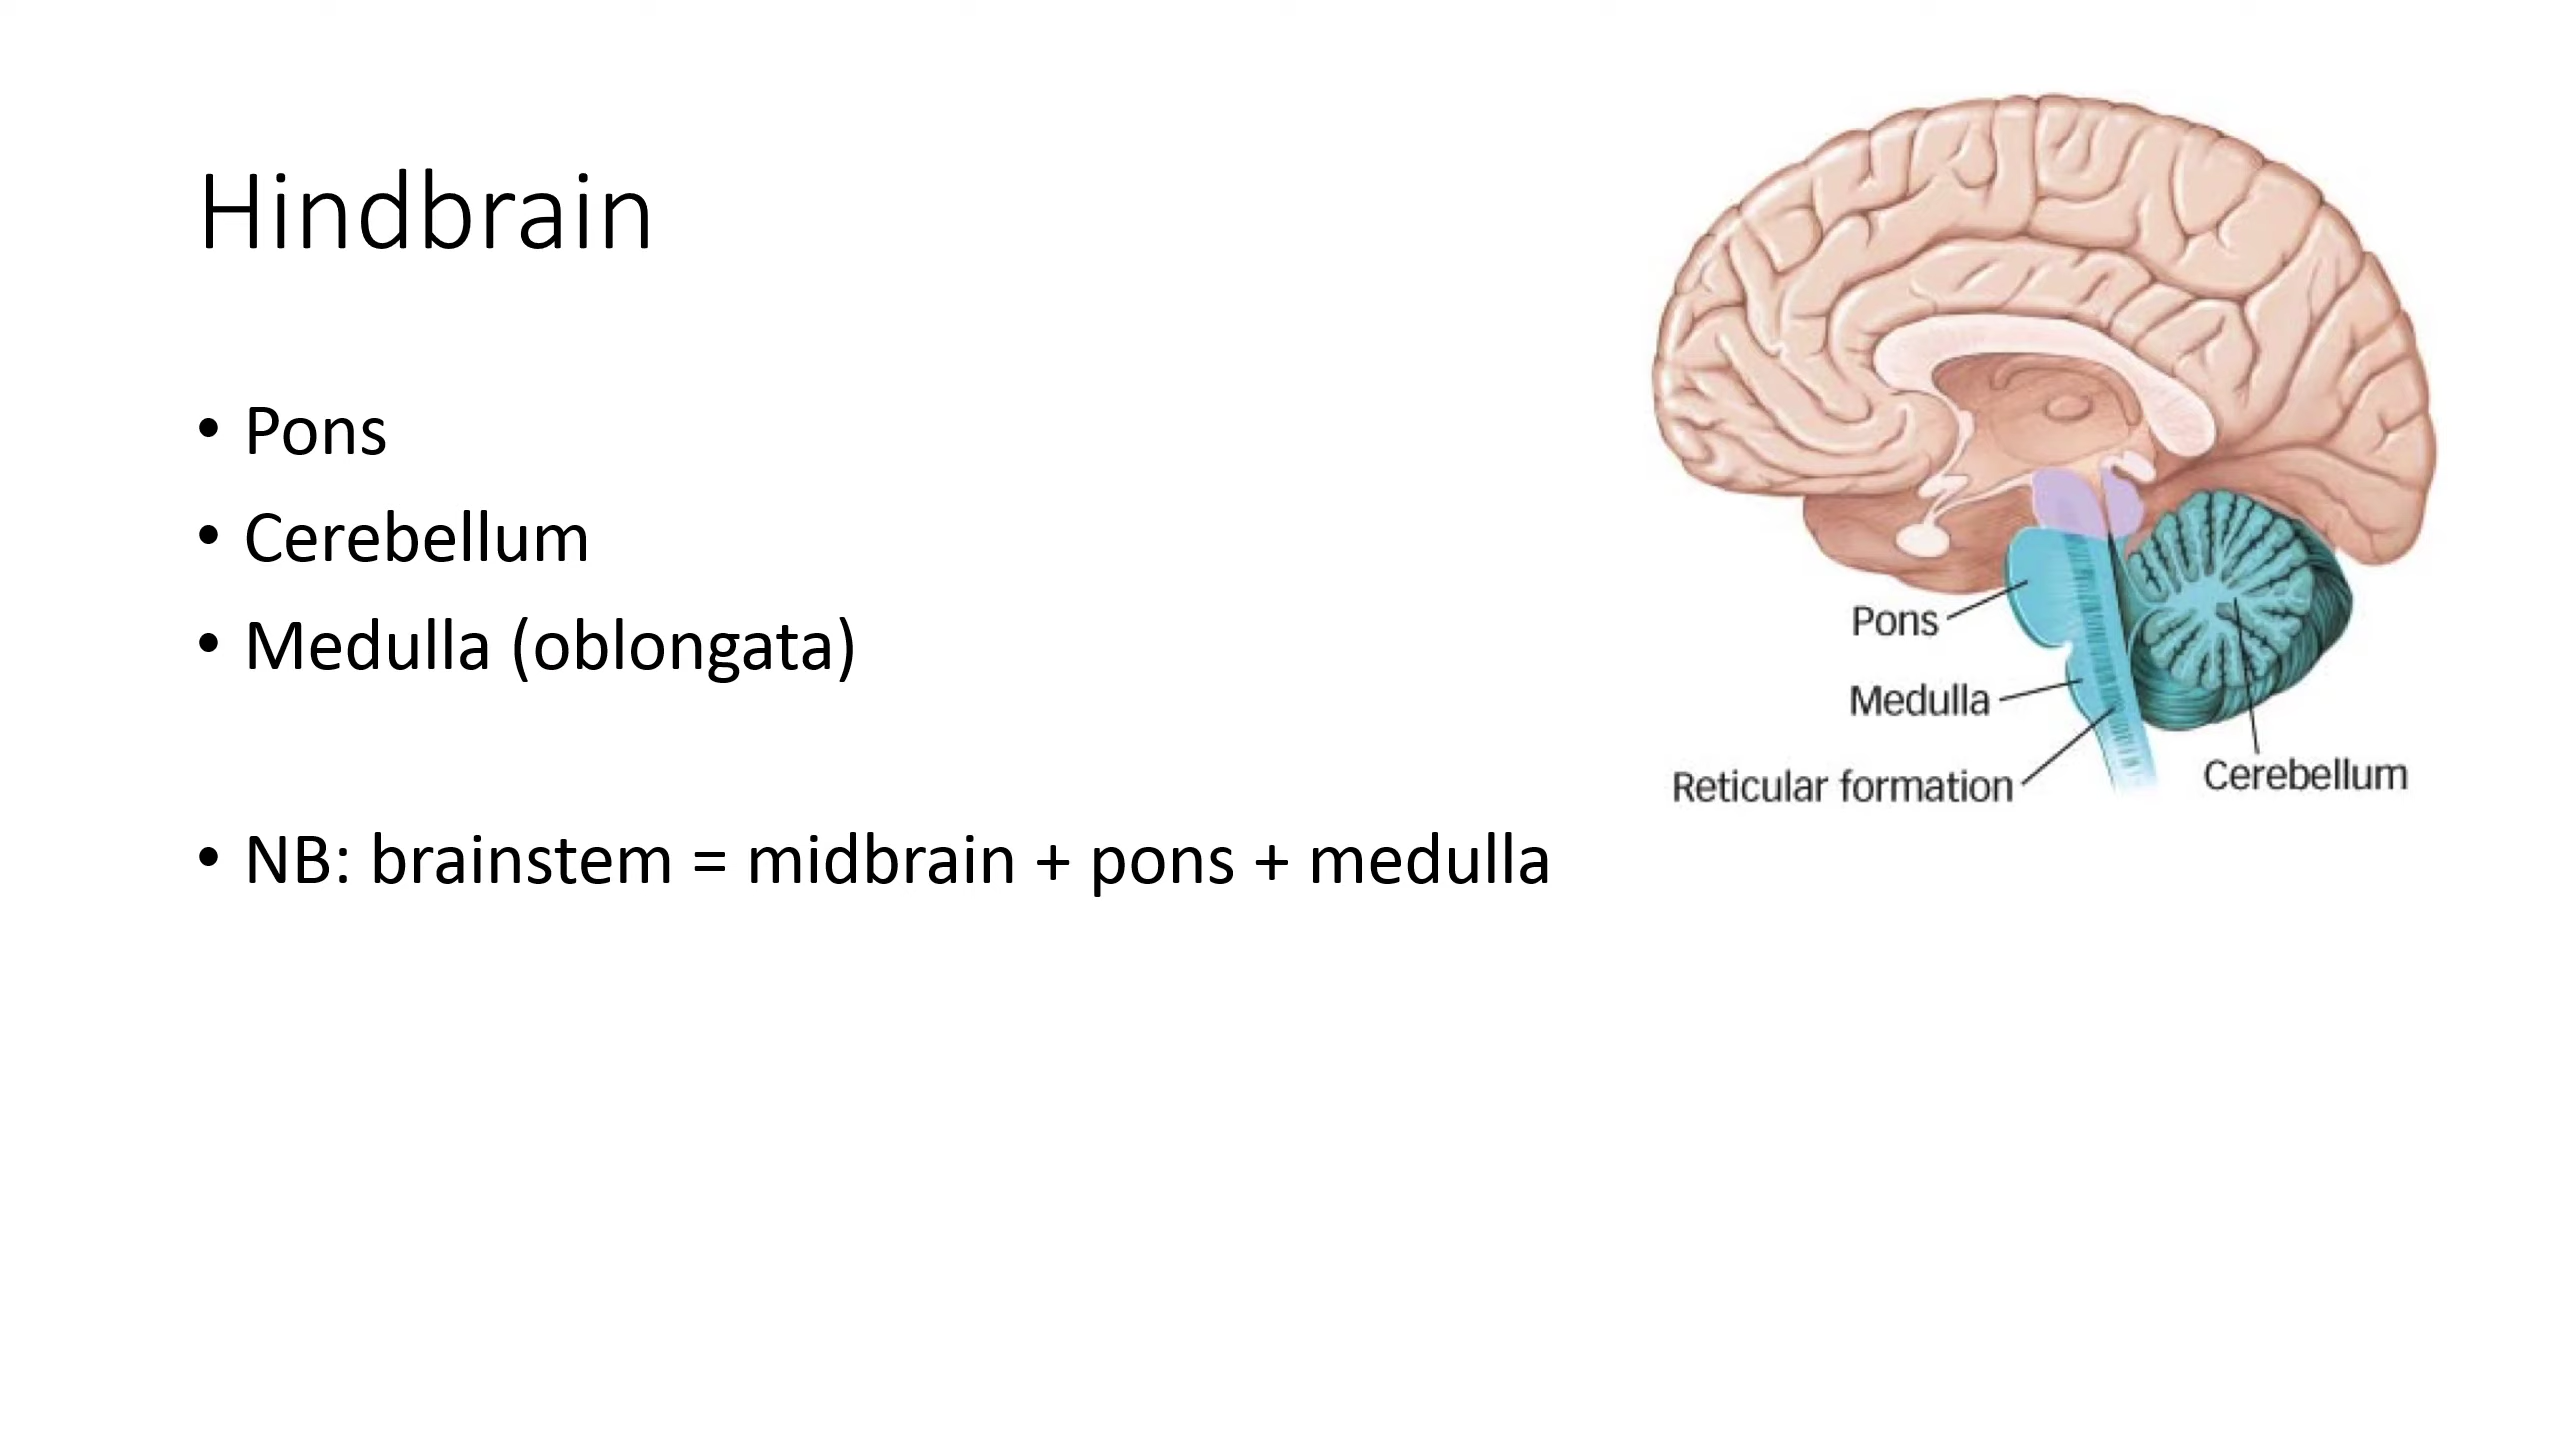 Hindbrain
• Pons
• Cerebellum
• Medulla (oblongata)
• NB: brainstem = midbrain + pons + medulla
Pons
Medulla
Reticular formation
Cerebellum